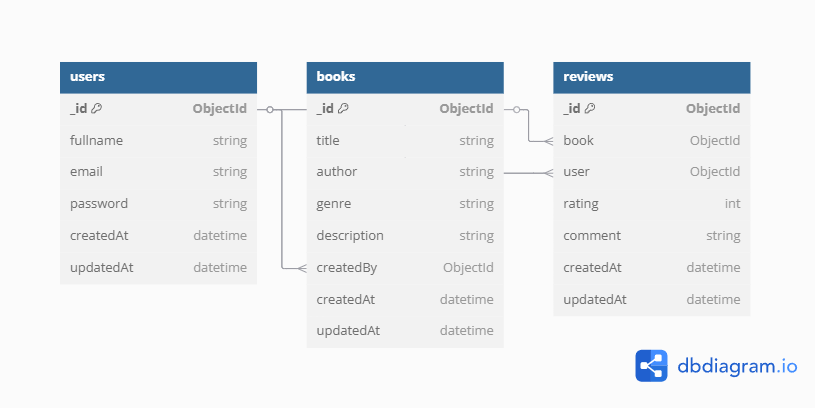 users
_id ObjectId
fullname string
email string
password string
createdAt datetime
updatedAt datetime
books
_id ObjectId
title string
author string
genre string
description string
createdBy ObjectId
createdAt datetime
updatedAt datetime
reviews
_id ObjectId
book ObjectId
user ObjectId
rating int
comment string
createdAt datetime
updatedAt datetime
dbdiagram.io